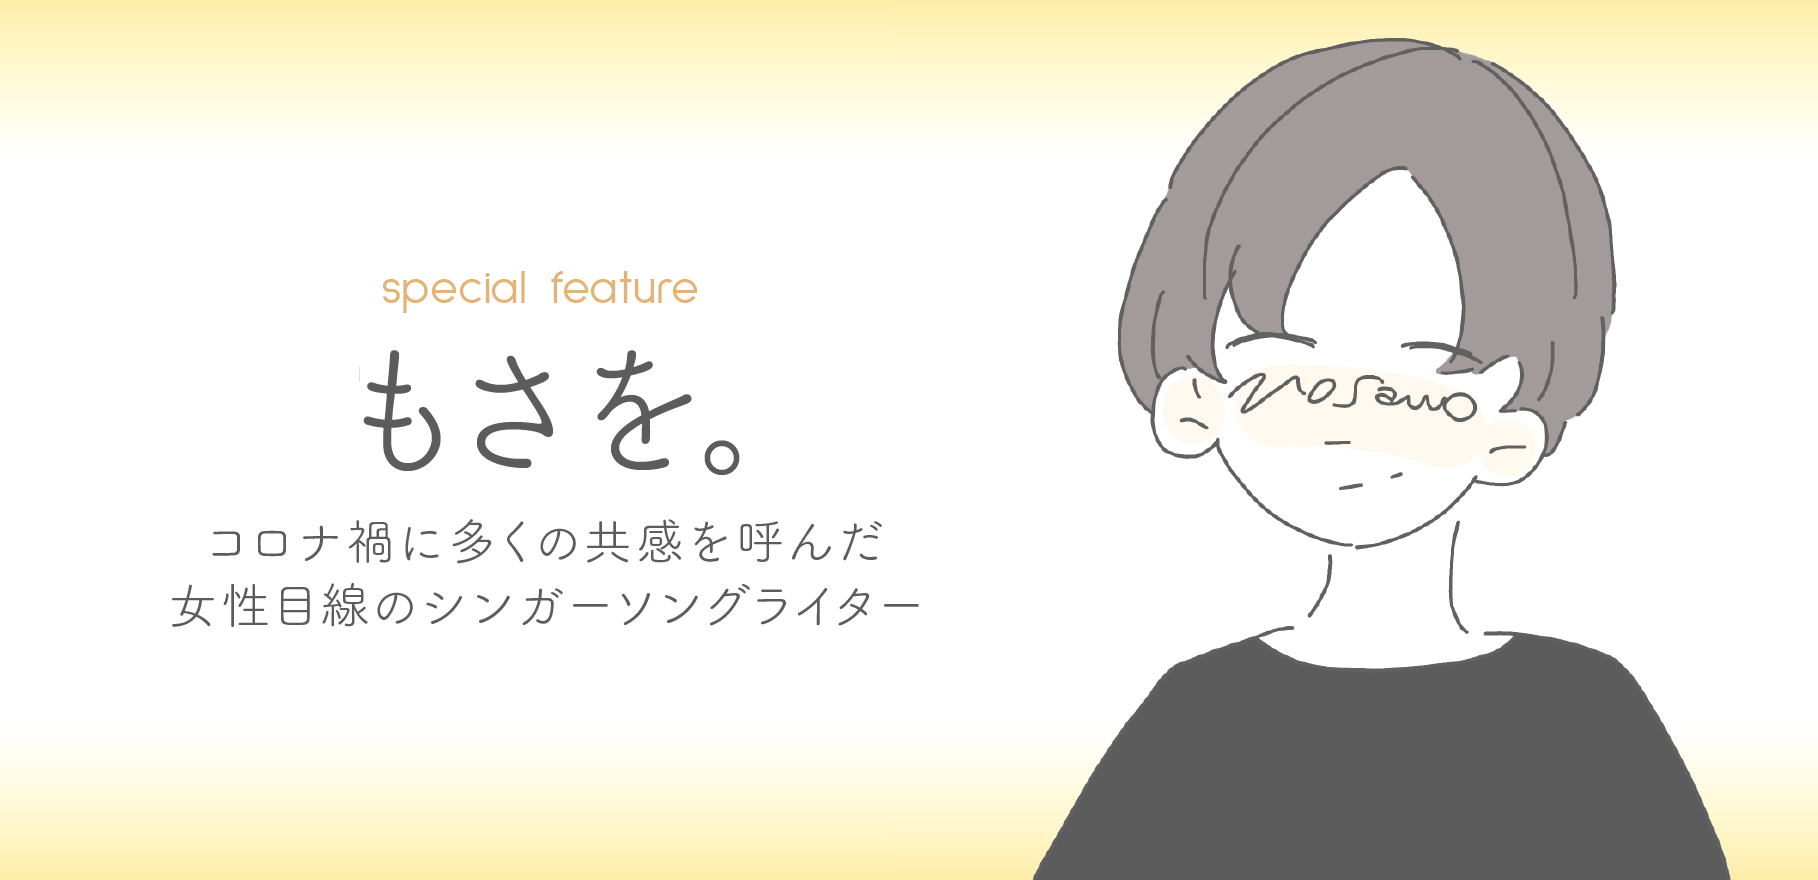 special feature
もさを。
コロナ禍に多くの共感を呼んだ
女性目線のシンガーソングライター
mosawo